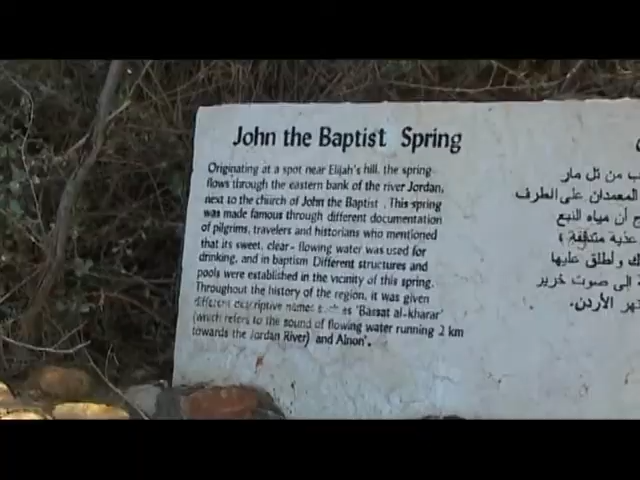 John the Baptist Spring
Originating at a spot near Elijah's hill, the spring
flows through the eastern bank of the river Jordan,
next to the church of John the Baptist . This spring
was made famous through different documentation
of pilgrims, travelers and historians who mentioned
that its sweet, clear - flowing water was used for
drinking, and in baptism Different structures and
pools were established in the vicinity of this spring.
Throughout the history of the region, it was given
different descriptive names such as 'Bassat al-kharar'
(which refers to the sound of flowing water running 2 km
towards the Jordan River) and Ainon'.
ب من تل مار
المعمدان على الطرف
ج أن مياه النبع
عذبة متدفقة
ك ولطلق عليها
ة إلى صوت خرير
هر الأردن.